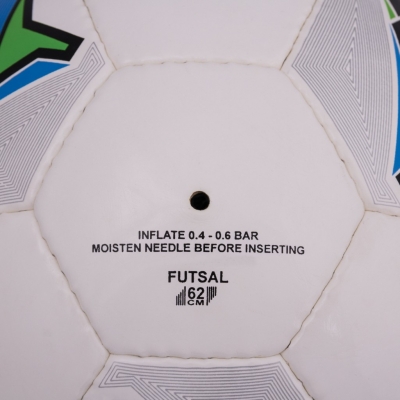 INFLATE 0.4 - 0.6 BAR
MOISTEN NEEDLE BEFORE INSERTING
FUTSAL
62
CM